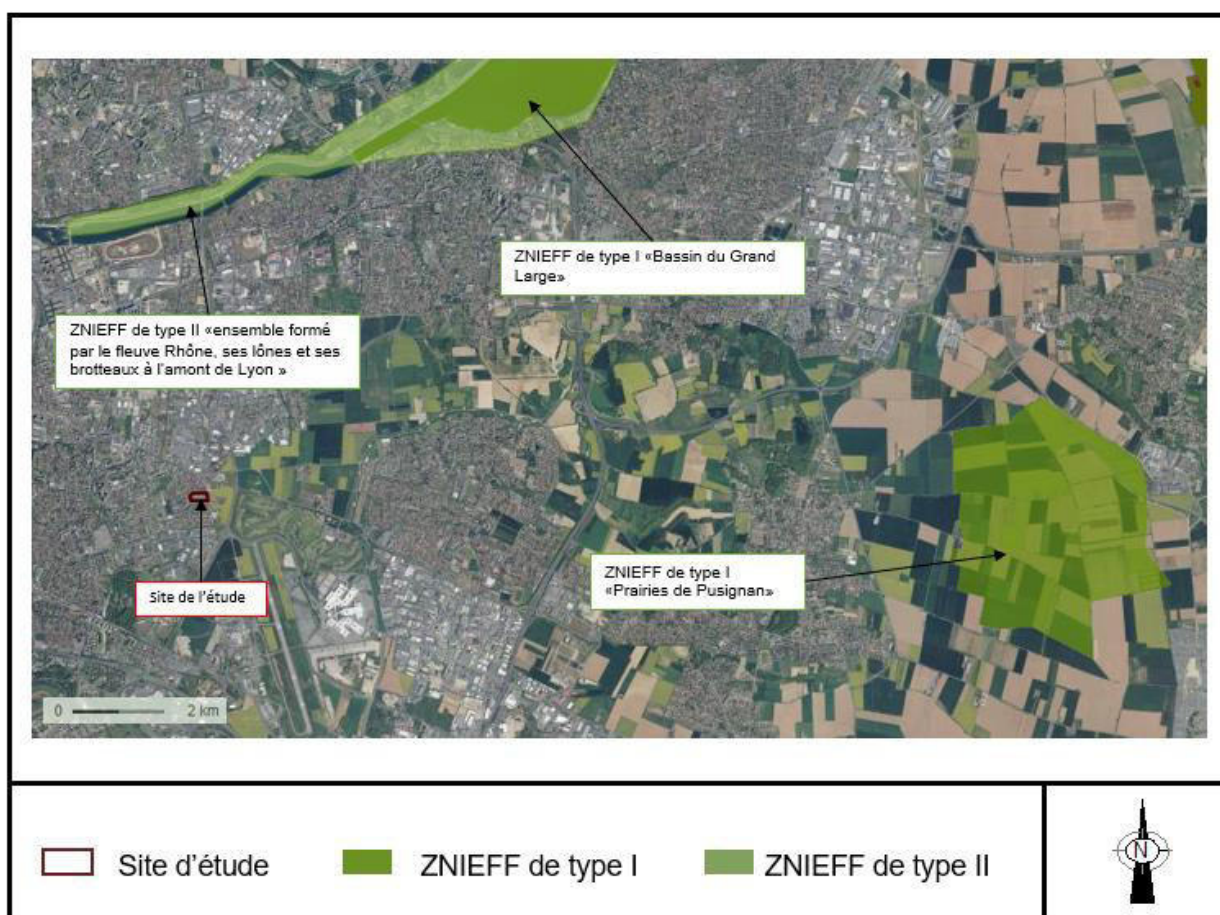 ZNIEFF de type I «Bassin du Grand
Large»
ZNIEFF de type II «ensemble formé
par le fleuve Rhône, ses lônes et ses
brotteaux à l'amont de Lyon »
ZNIEFF de type I
«Prairies de Pusignan»
Site de l'étude
0 2 km
Site d'étude
ZNIEFF de type I
ZNIEFF de type II
N